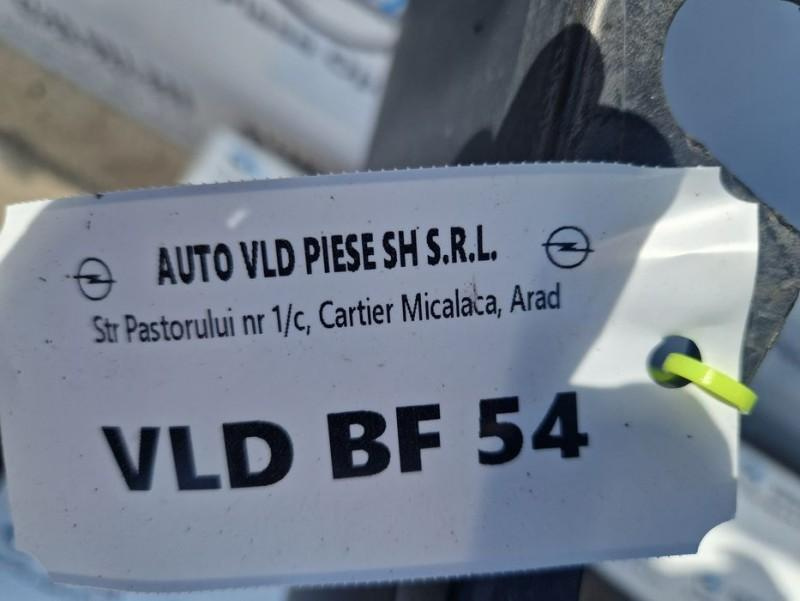 AUTO VLD PIESE SH S.R.L.
Str Pastorului nr 1/c, Cartier Micalaca, Arad
VLD BF 54